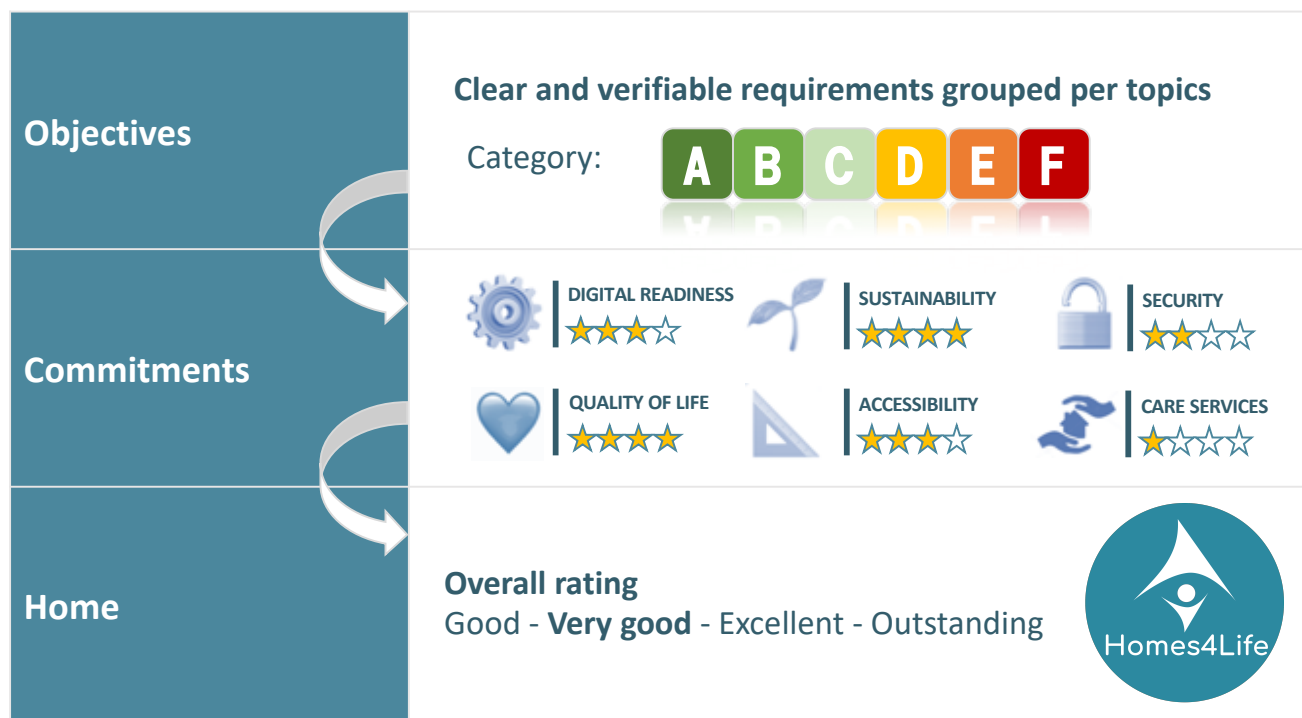 Objectives
Clear and verifiable requirements grouped per topics
Category:
A B C D E F
Commitments
DIGITAL READINESS
SUSTAINABILITY
SECURITY
QUALITY OF LIFE
ACCESSIBILITY
CARE SERVICES
Home
Overall rating
Good - Very good - Excellent - Outstanding
Homes4Life